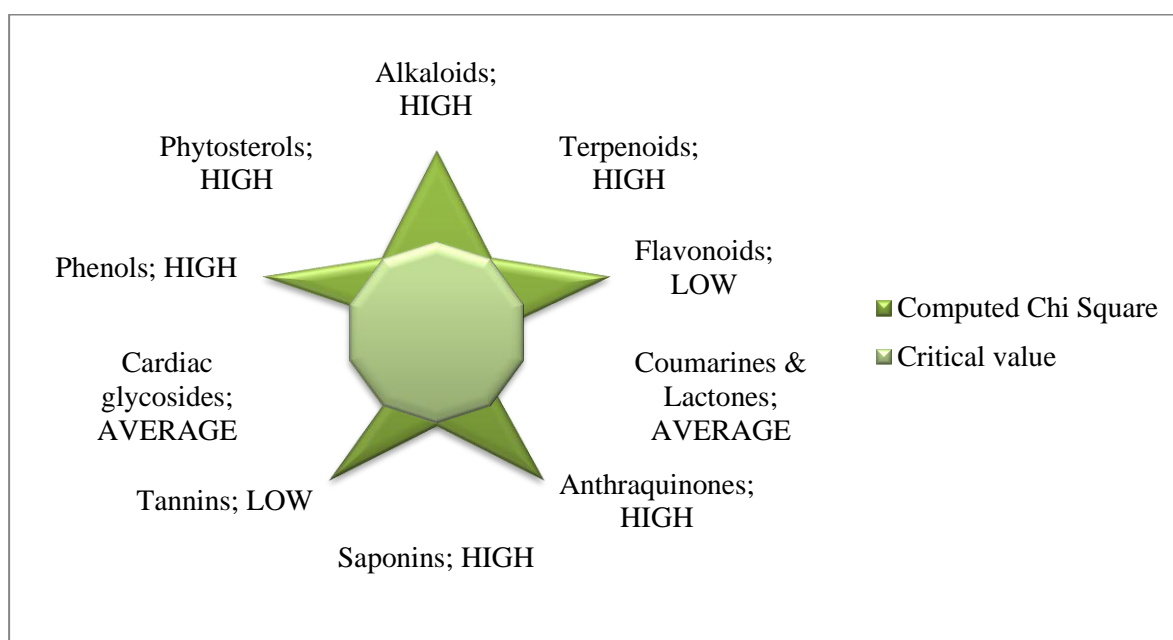 Alkaloids;
HIGH
Terpenoids;
HIGH
Flavonoids;
LOW
Coumarines &
Lactones;
AVERAGE
Anthraquinones;
HIGH
Saponins; HIGH
Tannins; LOW
Cardiac
glycosides;
AVERAGE
Phenols; HIGH
Phytosterols;
HIGH
Computed Chi Square
Critical value